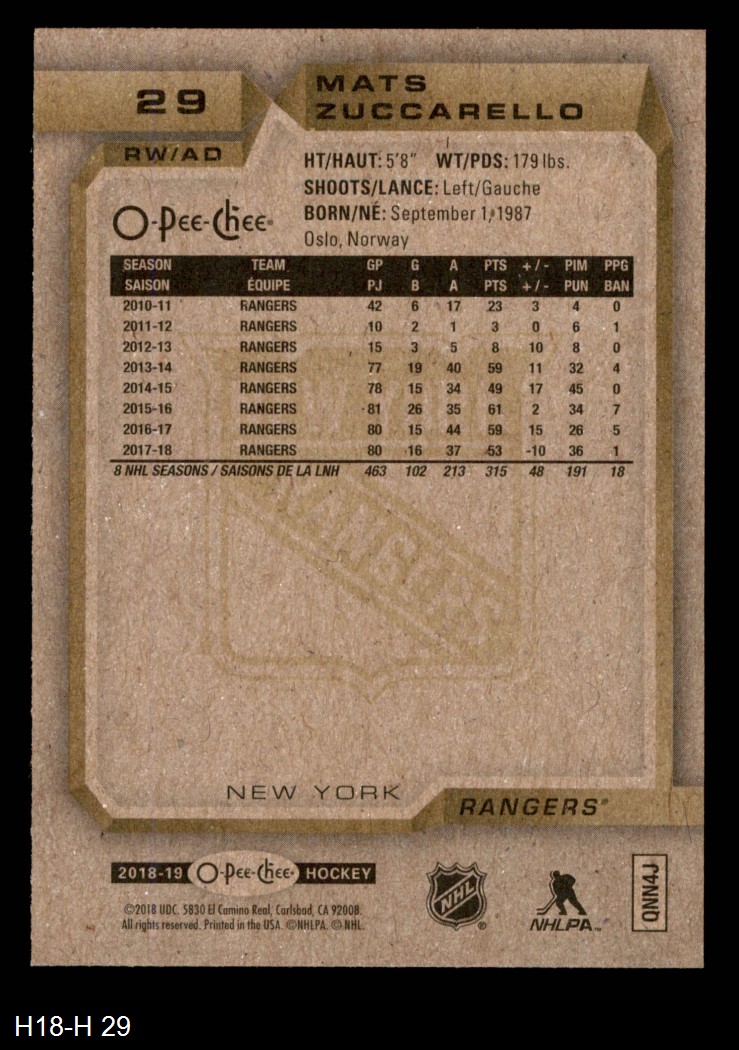 29
MATS
ZUCCARELLO
RW/AD
HT/HAUT: 5'8" WT/PDS: 179 lbs.
SHOOTS/LANCE: Left/Gauche
BORN/NÉ: September 1, 1987
Oslo, Norway
O-Pee-Chee®
SEASON TEAM GP G A PTS +/- PIM PPG
SAISON ÉQUIPE PJ B A PTS +/- PUN BAN
2010-11 RANGERS 42 6 17 23 3 4 0
2011-12 RANGERS 10 2 1 3 0 6 1
2012-13 RANGERS 15 3 5 8 10 8 0
2013-14 RANGERS 77 19 40 59 11 32 4
2014-15 RANGERS 78 15 34 49 17 45 0
2015-16 RANGERS 81 26 35 61 2 34 7
2016-17 RANGERS 80 15 44 59 15 26 5
2017-18 RANGERS 80 16 37 53 -10 36 1
8 NHL SEASONS / SAISONS DE LA LNH 463 102 213 315 48 191 18
NEW YORK
RANGERS
NEW YORK
RANGERS®
2018-19 O-Pee-Chee® HOCKEY
©2018 UDC. 5830 El Camino Real, Carlsbad, CA 92008.
All rights reserved. Printed in the USA. ©NHLPA. © NHL.
NHL ®
NHLPA™
QNN4J
H18-H 29